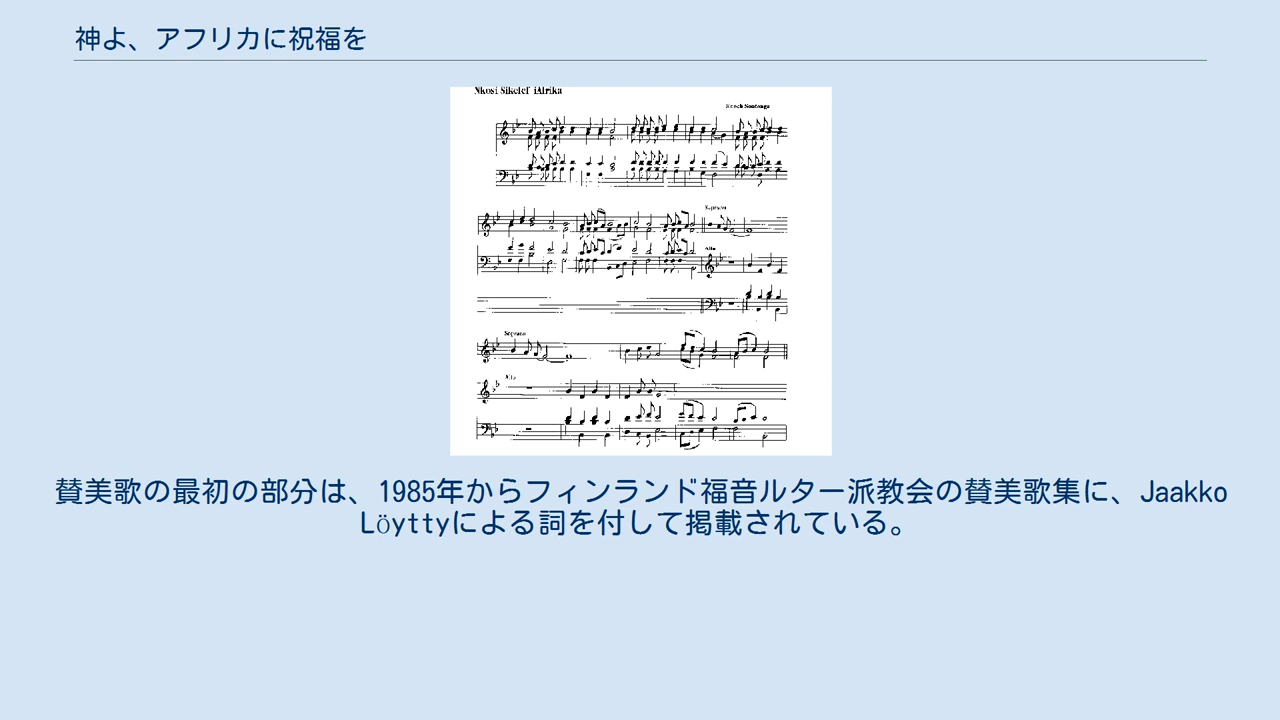 神よ、アフリカに祝福を
Nkosi Sikelel' iAfrika
Enoch Sontonga
Soprano
Alto
Soprano
Alto
賛美歌の最初の部分は、1985年からフィンランド福音ルター派教会の賛美歌集に、Jaakko
Löyttyによる詞を付して掲載されている。